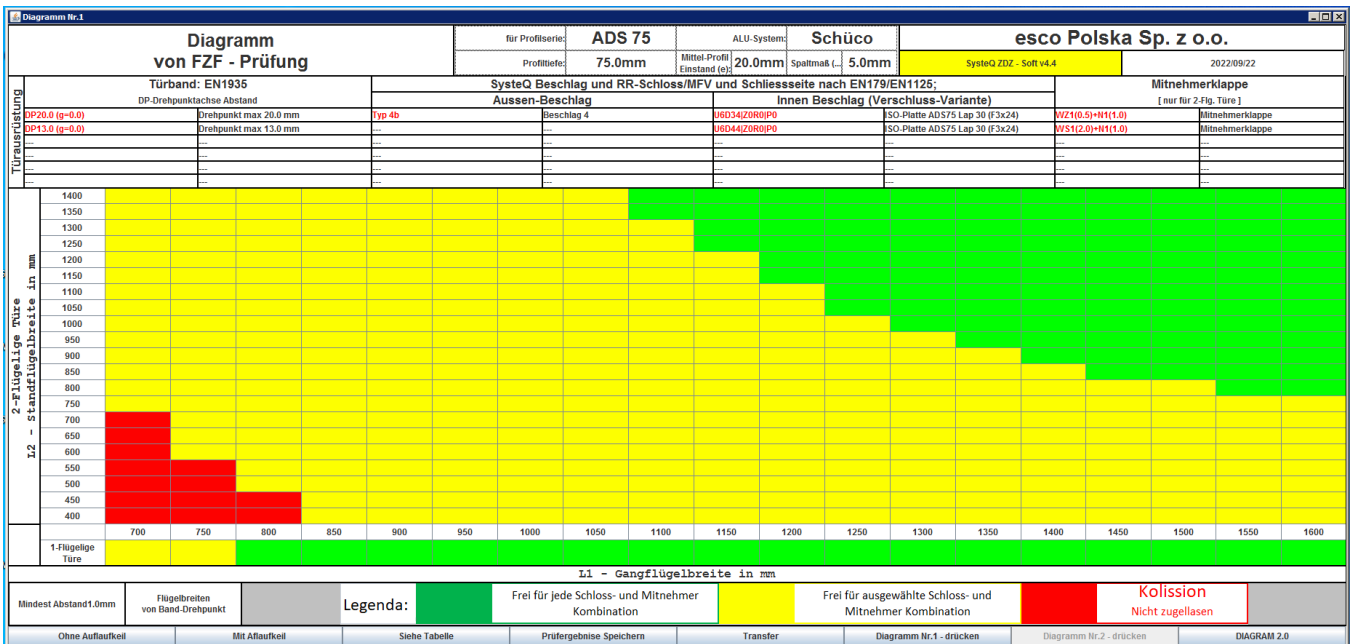 Diagramm Nr.1
Diagramm
von FZF - Prüfung
für Profilserie: ADS 75 ALU-System: Schüco
Profiltiefe: 75.0mm Mittel-Profil Einstand (e): 20.0mm Spaltmaß (... 5.0mm
esco Polska Sp. z o.o.
SysteQ ZDZ - Soft v4.4 2022/09/22
Türausrüstung
Türband: EN1935
DP-Drehpunktachse Abstand
SysteQ Beschlag und RR-Schloss/MFV und Schliessseite nach EN179/EN1125;
Aussen-Beschlag Innen Beschlag (Verschluss-Variante)
Mitnehmerklappe
[ nur für 2-Flg. Türe ]
DP20.0 (g=0.0) Drehpunkt max 20.0 mm Typ 4b Beschlag 4 U6D34|Z0R0|P0 ISO-Platte ADS75 Lap 30 (F3x24) WZ1(0.5)+N1(1.0) Mitnehmerklappe
DP13.0 (g=0.0) Drehpunkt max 13.0 mm --- --- U6D44|Z0R0|P0 ISO-Platte ADS75 Lap 30 (F3x24) WS1(2.0)+N1(1.0) Mitnehmerklappe
--- --- --- --- --- --- --- ---
--- --- --- --- --- --- --- ---
--- --- --- --- --- --- --- ---
--- --- --- --- --- --- --- ---
2-Flügelige Türe
L2 - Standflügelbreite in mm
1400
1350
1300
1250
1200
1150
1100
1050
1000
950
900
850
800
750
700
650
600
550
500
450
400
700 750 800 850 900 950 1000 1050 1100 1150 1200 1250 1300 1350 1400 1450 1500 1550 1600
1-Flügelige
Türe
L1 - Gangflügelbreite in mm
Mindest Abstand1.0mm
Flügelbreiten
von Band-Drehpunkt
Legenda:
Frei für jede Schloss- und Mitnehmer
Kombination
Frei für ausgewählte Schloss- und
Mitnehmer Kombination
Kolission
Nicht zugellasen
Ohne Auflaufkeil Mit Aflaufkeil Siehe Tabelle Prüfergebnise Speichern Transfer Diagramm Nr.1 - drücken Diagramm Nr.2 - drücken DIAGRAM 2.0